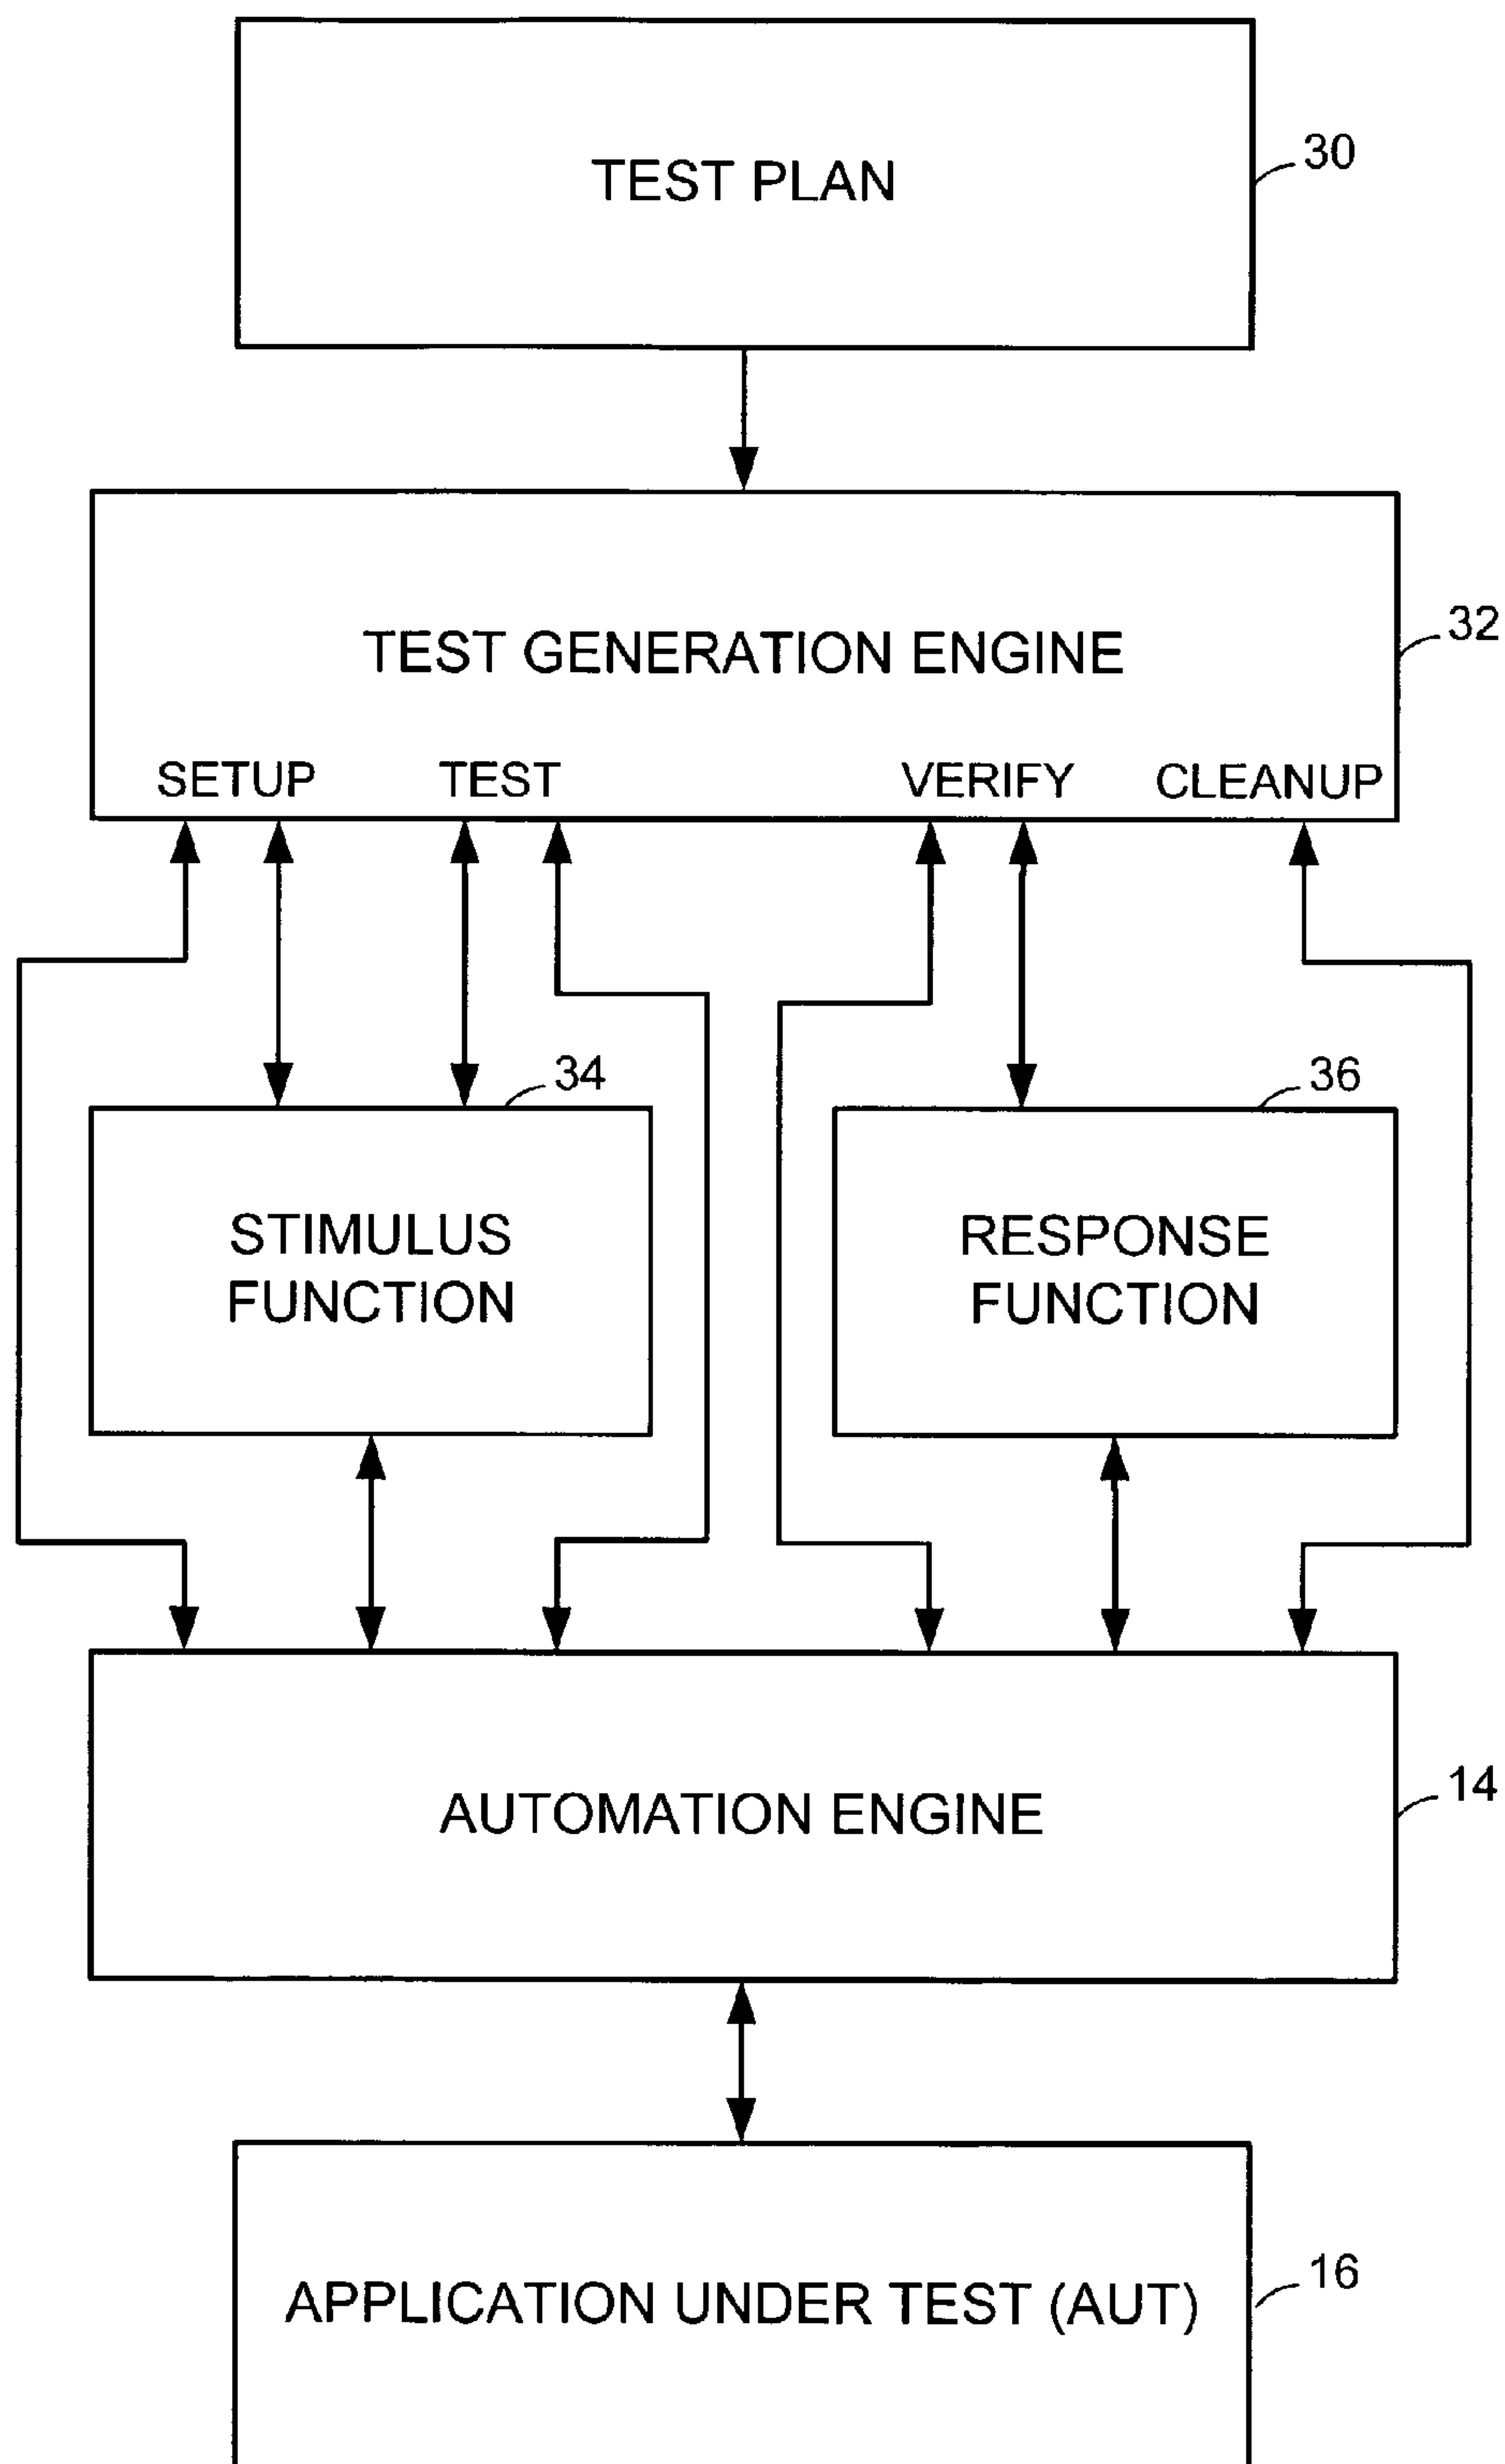 TEST PLAN
30
TEST GENERATION ENGINE
32
SETUP TEST VERIFY CLEANUP
34
36
STIMULUS
FUNCTION
RESPONSE
FUNCTION
AUTOMATION ENGINE
14
APPLICATION UNDER TEST (AUT)
16